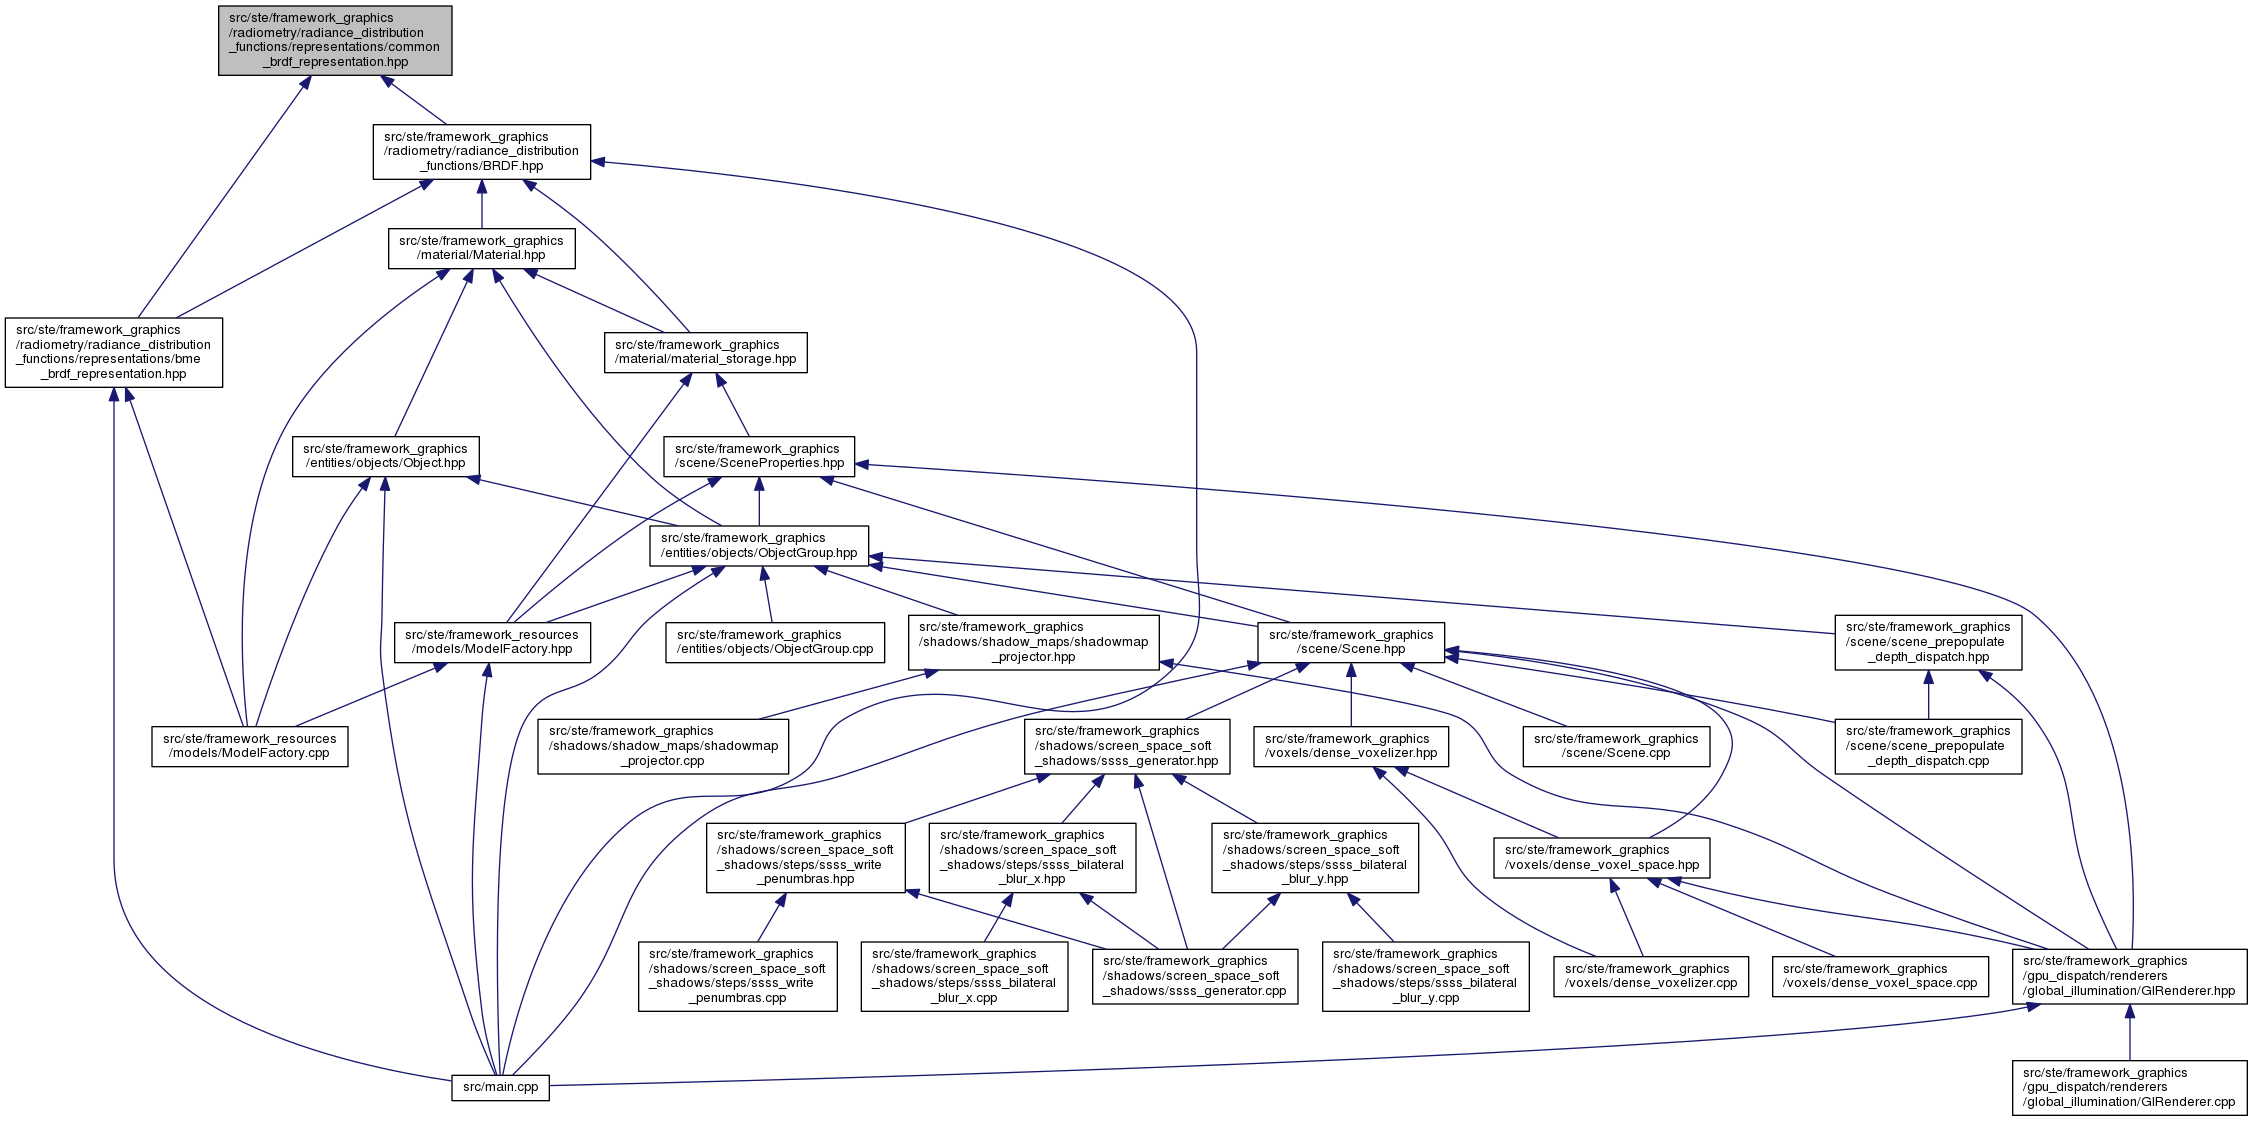 src/ste/framework_graphics
/radiometry/radiance_distribution
_functions/representations/common
_brdf_representation.hpp
src/ste/framework_graphics
/radiometry/radiance_distribution
_functions/BRDF.hpp
src/ste/framework_graphics
/material/Material.hpp
src/ste/framework_graphics
/radiometry/radiance_distribution
_functions/representations/bme
_brdf_representation.hpp
src/ste/framework_graphics
/material/material_storage.hpp
src/ste/framework_graphics
/entities/objects/Object.hpp
src/ste/framework_graphics
/scene/SceneProperties.hpp
src/ste/framework_graphics
/entities/objects/ObjectGroup.hpp
src/ste/framework_resources
/models/ModelFactory.hpp
src/ste/framework_graphics
/entities/objects/ObjectGroup.cpp
src/ste/framework_graphics
/shadows/shadow_maps/shadowmap
_projector.hpp
src/ste/framework_graphics
/scene/Scene.hpp
src/ste/framework_graphics
/scene/scene_prepopulate
_depth_dispatch.hpp
src/ste/framework_resources
/models/ModelFactory.cpp
src/ste/framework_graphics
/shadows/shadow_maps/shadowmap
_projector.cpp
src/ste/framework_graphics
/shadows/screen_space_soft
_shadows/ssss_generator.hpp
src/ste/framework_graphics
/voxels/dense_voxelizer.hpp
src/ste/framework_graphics
/scene/Scene.cpp
src/ste/framework_graphics
/scene/scene_prepopulate
_depth_dispatch.cpp
src/ste/framework_graphics
/shadows/screen_space_soft
_shadows/steps/ssss_write
_penumbras.hpp
src/ste/framework_graphics
/shadows/screen_space_soft
_shadows/steps/ssss_bilateral
_blur_x.hpp
src/ste/framework_graphics
/shadows/screen_space_soft
_shadows/steps/ssss_bilateral
_blur_y.hpp
src/ste/framework_graphics
/voxels/dense_voxel_space.hpp
src/ste/framework_graphics
/shadows/screen_space_soft
_shadows/steps/ssss_write
_penumbras.cpp
src/ste/framework_graphics
/shadows/screen_space_soft
_shadows/steps/ssss_bilateral
_blur_x.cpp
src/ste/framework_graphics
/shadows/screen_space_soft
_shadows/ssss_generator.cpp
src/ste/framework_graphics
/shadows/screen_space_soft
_shadows/steps/ssss_bilateral
_blur_y.cpp
src/ste/framework_graphics
/voxels/dense_voxelizer.cpp
src/ste/framework_graphics
/voxels/dense_voxel_space.cpp
src/ste/framework_graphics
/gpu_dispatch/renderers
/global_illumination/GIRenderer.hpp
src/main.cpp
src/ste/framework_graphics
/gpu_dispatch/renderers
/global_illumination/GIRenderer.cpp